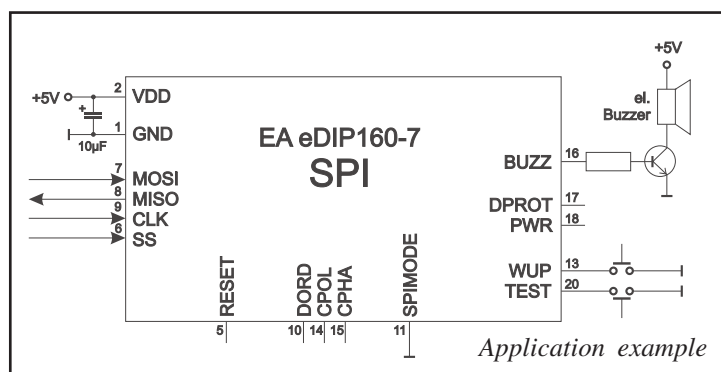 +5V
2
VDD
+5V
EA eDIP160-7
el.
Buzzer
+
1
GND
10µF
SPI
BUZZ
16
7
MOSI
8
MISO
9
CLK
6
SS
DPROT
17
PWR
18
WUP
13
TEST
20
RESET
DORD
CPOL
CPHA
SPIMODE
5
10
14
15
11
Application example